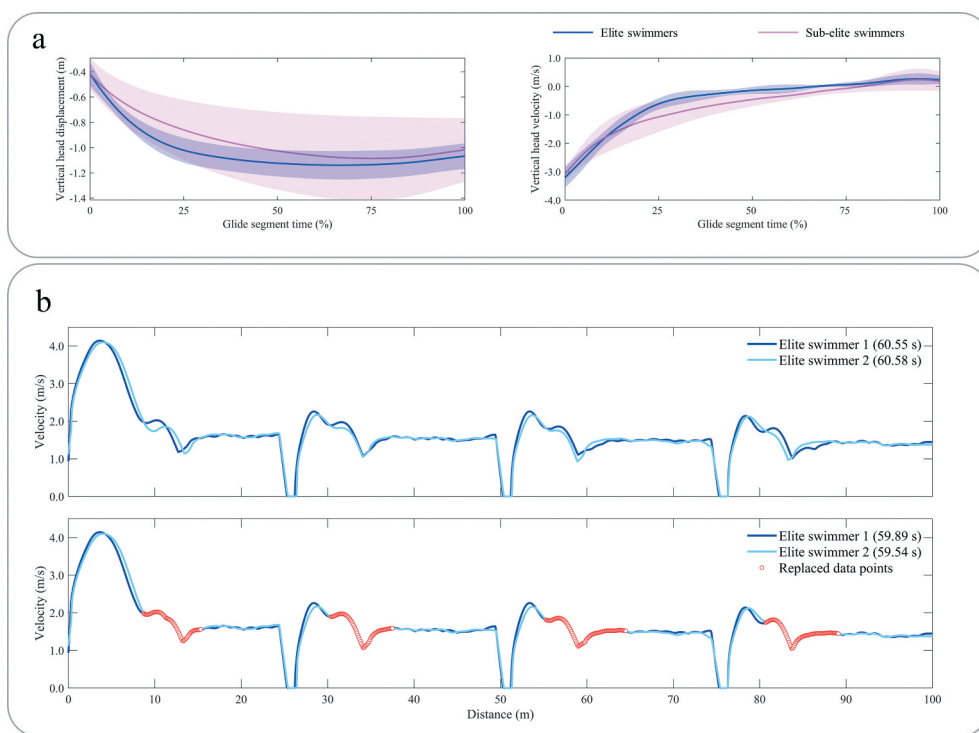 a
Elite swimmers
Sub-elite swimmers
Vertical head displacement (m)
-0.4
-0.6
-0.8
-1.0
-1.2
-1.4
0
25
50
75
100
Glide segment time (%)
Vertical head velocity (m/s)
1.0
0.0
-1.0
-2.0
-3.0
-4.0
0
25
50
75
100
Glide segment time (%)
b
Velocity (m/s)
4.0
3.0
2.0
1.0
0.0
Elite swimmer 1 (60.55 s)
Elite swimmer 2 (60.58 s)
Velocity (m/s)
4.0
3.0
2.0
1.0
0.0
Elite swimmer 1 (59.89 s)
Elite swimmer 2 (59.54 s)
Replaced data points
0
10
20
30
40
50
60
70
80
90
100
Distance (m)